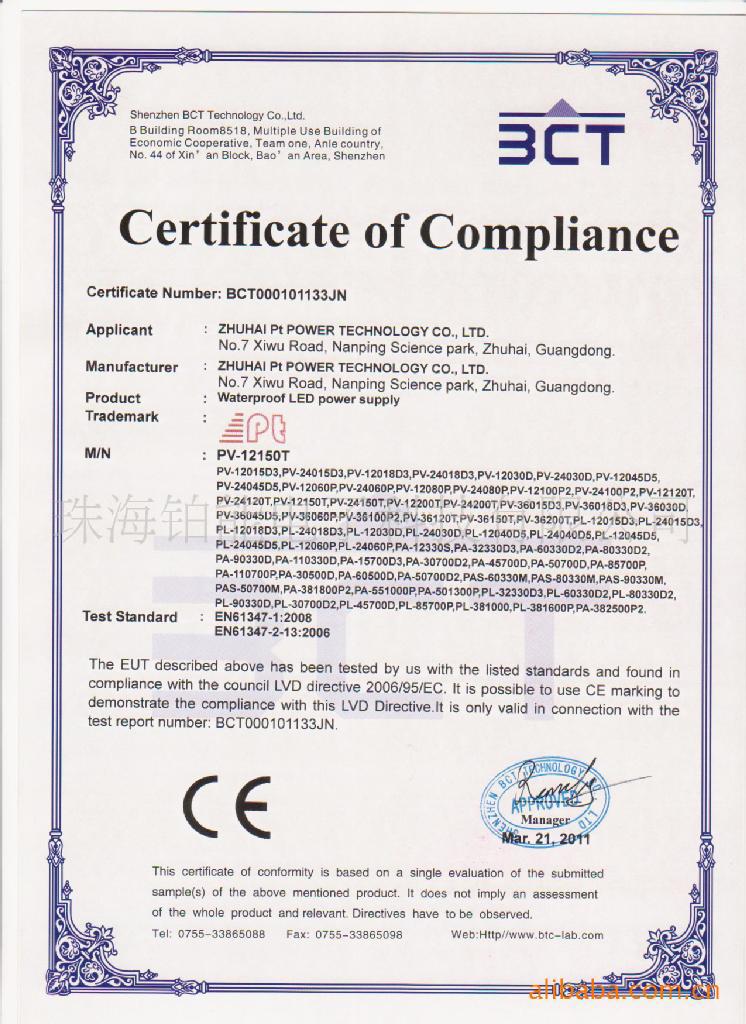 Shenzhen BCT Technology Co.,Ltd.
B Building Room8518, Multiple Use Building of
Economic Cooperative, Team one, Anle country,
No. 44 of Xin' an Block, Bao' an Area, Shenzhen
BCT
Certificate of Compliance
Certificate Number: BCT000101133JN
Applicant : ZHUHAI Pt POWER TECHNOLOGY CO., LTD.
No.7 Xiwu Road, Nanping Science park, Zhuhai, Guangdong.
Manufacturer : ZHUHAI Pt POWER TECHNOLOGY CO., LTD.
No.7 Xiwu Road, Nanping Science park, Zhuhai, Guangdong.
Product : Waterproof LED power supply
Trademark : Pt
M/N : PV-12150T
PV-12015D3,PV-24015D3,PV-12018D3,PV-24018D3,PV-12030D,PV-24030D,PV-12045D5,
PV-24045D5,PV-12060P,PV-24060P,PV-12080P,PV-24080P,PV-12100P2,PV-24100P2,PV-12120T,
PV-24120T,PV-12150T,PV-24150T,PV-12200T,PV-24200T,PV-36015D3,PV-36018D3,PV-36030D,
PV-36045D5,PV-36060P,PV-36100P2,PV-36120T,PV-36150T,PV-36200T,PL-12015D3,PL-24015D3,
PL-12018D3,PL-24018D3,PL-12030D,PL-24030D,PL-12040D5,PL-24040D5,PL-12045D5,
PL-24045D5,PL-12060P,PL-24060P,PA-12330S,PA-32330D3,PA-60330D2,PA-80330D2,
PA-90330D,PA-110330D,PA-15700D3,PA-30700D2,PA-45700D,PA-50700D,PA-85700P,
PA-110700P,PA-30500D,PA-60500D,PA-50700D2,PAS-60330M,PAS-80330M,PAS-90330M,
PAS-50700M,PA-381800P2,PA-551000P,PA-501300P,PL-32330D3,PL-60330D2,PL-80330D2,
PL-90330D,PL-30700D2,PL-45700D,PL-85700P,PL-381000,PL-381600P,PA-382500P2.
Test Standard : EN61347-1:2008
EN61347-2-13:2006
The EUT described above has been tested by us with the listed standards and found in
compliance with the council LVD directive 2006/95/EC. It is possible to use CE marking to
demonstrate the compliance with this LVD Directive.It is only valid in connection with the
test report number: BCT000101133JN.
CE
SHENZHEN BCT TECHNOLOGY CO LTD
APPROVED
Manager
Mar. 21, 2011
This certificate of conformity is based on a single evaluation of the submitted
sample(s) of the above mentioned product. It does not imply an assessment
of the whole product and relevant. Directives have to be observed.
Tel: 0755-33865088 Fax: 0755-33865098 Web:Http//www.btc-lab.com
alibaba.com.cn